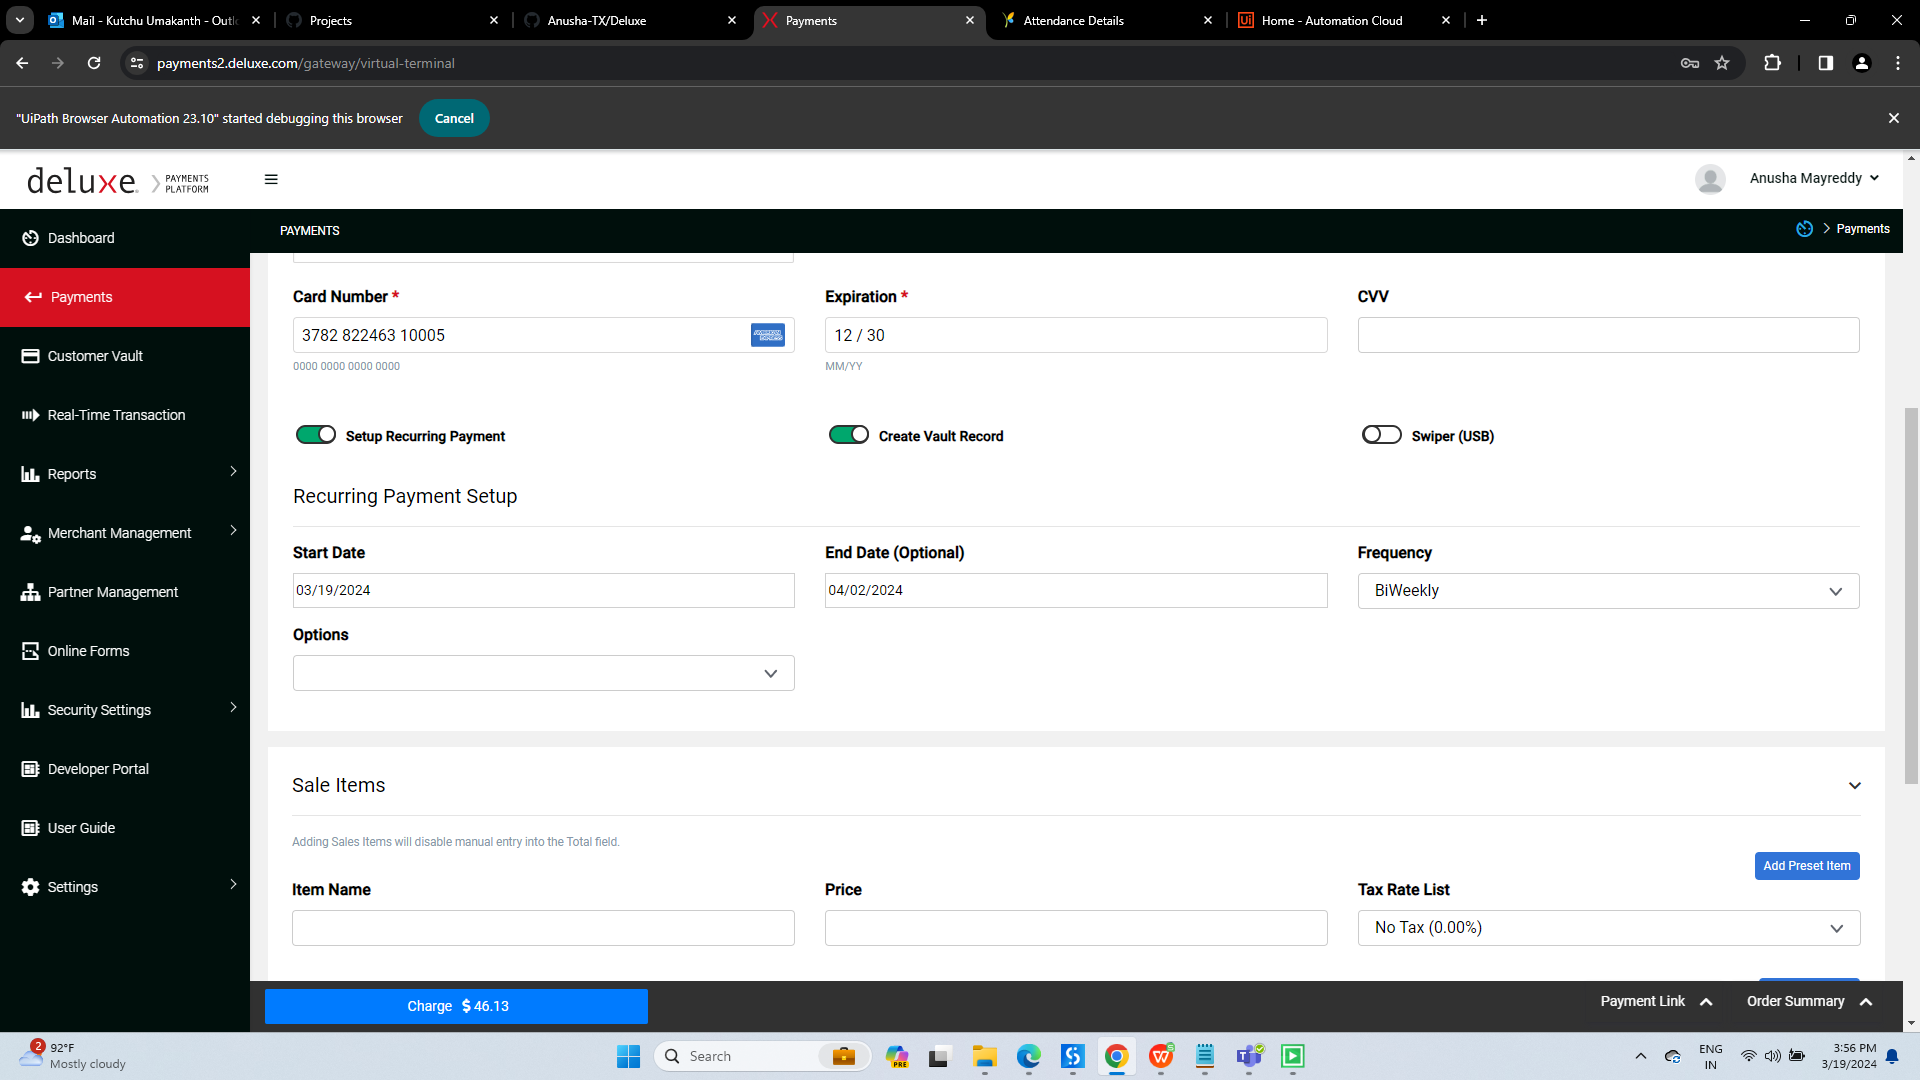 Mail - Kutchu Umakanth - Outlo
Projects
Anusha-TX/Deluxe
Payments
Attendance Details
Home - Automation Cloud
payments2.deluxe.com/gateway/virtual-terminal
"UiPath Browser Automation 23.10" started debugging this browser
Cancel
deluxe. PAYMENTS
PLATFORM
Anusha Mayreddy
Dashboard
PAYMENTS
Payments
Payments
Card Number *
Expiration *
CVV
3782 822463 10005
AMERICAN
EXPRESS
12 / 30
0000 0000 0000 0000
MM/YY
Customer Vault
Real-Time Transaction
Setup Recurring Payment
Create Vault Record
Swiper (USB)
Reports
Recurring Payment Setup
Merchant Management
Start Date
End Date (Optional)
Frequency
03/19/2024
04/02/2024
BiWeekly
Partner Management
Options
Online Forms
Security Settings
Developer Portal
Sale Items
User Guide
Adding Sales Items will disable manual entry into the Total field.
Add Preset Item
Settings
Item Name
Price
Tax Rate List
No Tax (0.00%)
Charge $ 46.13
Payment Link
Order Summary
2
92°F
Mostly cloudy
Search
PRE
ENG
IN
3:56 PM
3/19/2024